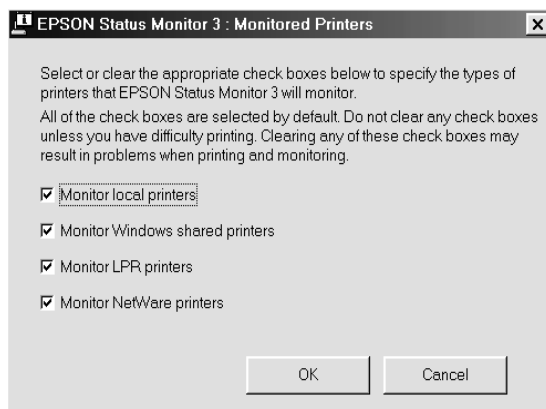 EPSON Status Monitor 3 : Monitored Printers
Select or clear the appropriate check boxes below to specify the types of
printers that EPSON Status Monitor 3 will monitor.
All of the check boxes are selected by default. Do not clear any check boxes
unless you have difficulty printing. Clearing any of these check boxes may
result in problems when printing and monitoring.
Monitor local printers
Monitor Windows shared printers
Monitor LPR printers
Monitor NetWare printers
OK
Cancel